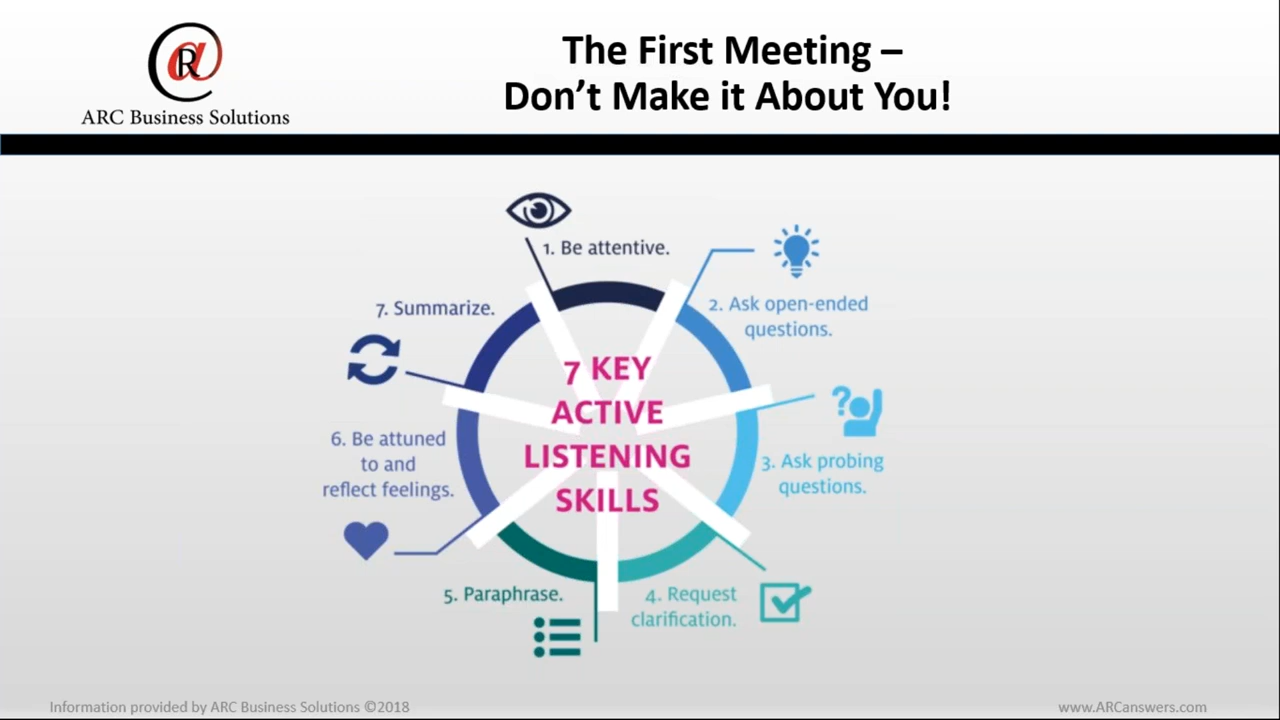 ARC Business Solutions
The First Meeting –
Don't Make it About You!
1. Be attentive.
2. Ask open-ended
questions.
3. Ask probing
questions.
4. Request
clarification.
5. Paraphrase.
6. Be attuned
to and
reflect feelings.
7. Summarize.
7 KEY
ACTIVE
LISTENING
SKILLS
Information provided by ARC Business Solutions ©2018
www.ARCanswers.com